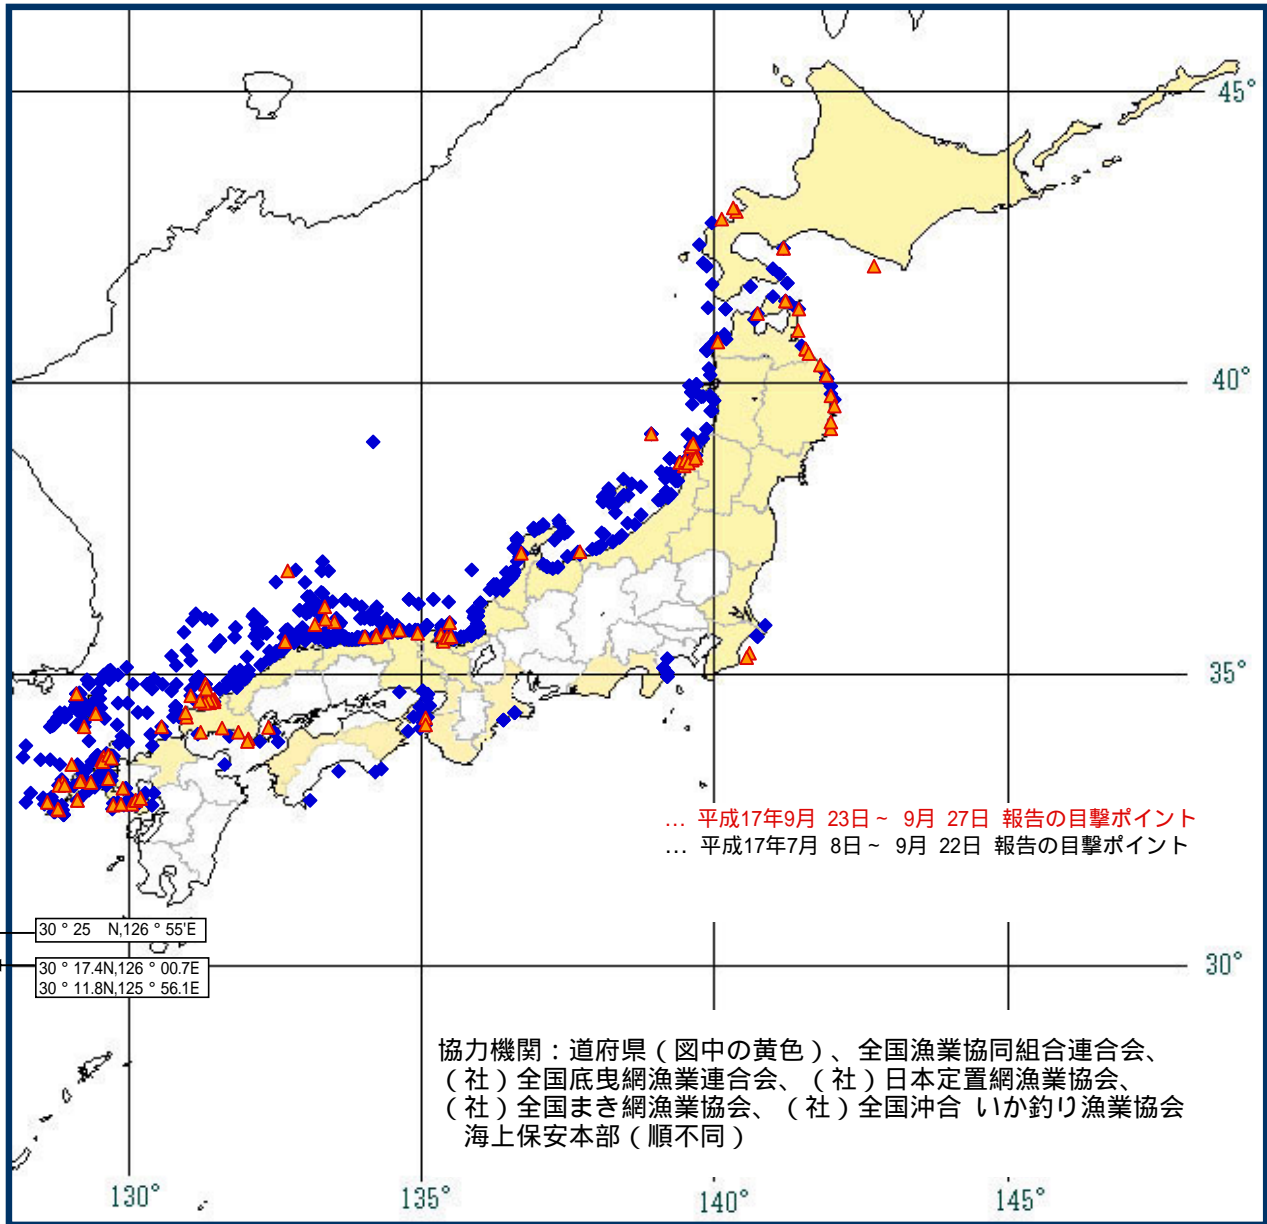 45°
40°
35°
… 平成17年9月 23日~ 9月 27日 報告の目撃ポイント
… 平成17年7月 8日~ 9月 22日 報告の目撃ポイント
30 ° 25 N,126 ° 55'E
30 ° 17.4N,126 ° 00.7E
30 ° 11.8N,125 ° 56.1E
30°
協力機関：道府県（図中の黄色）、全国漁業協同組合連合会、
（社）全国底曳網漁業連合会、（社）日本定置網漁業協会、
（社）全国まき網漁業協会、（社）全国沖合 いか釣り漁業協会
海上保安本部（順不同）
130° 135° 140° 145°